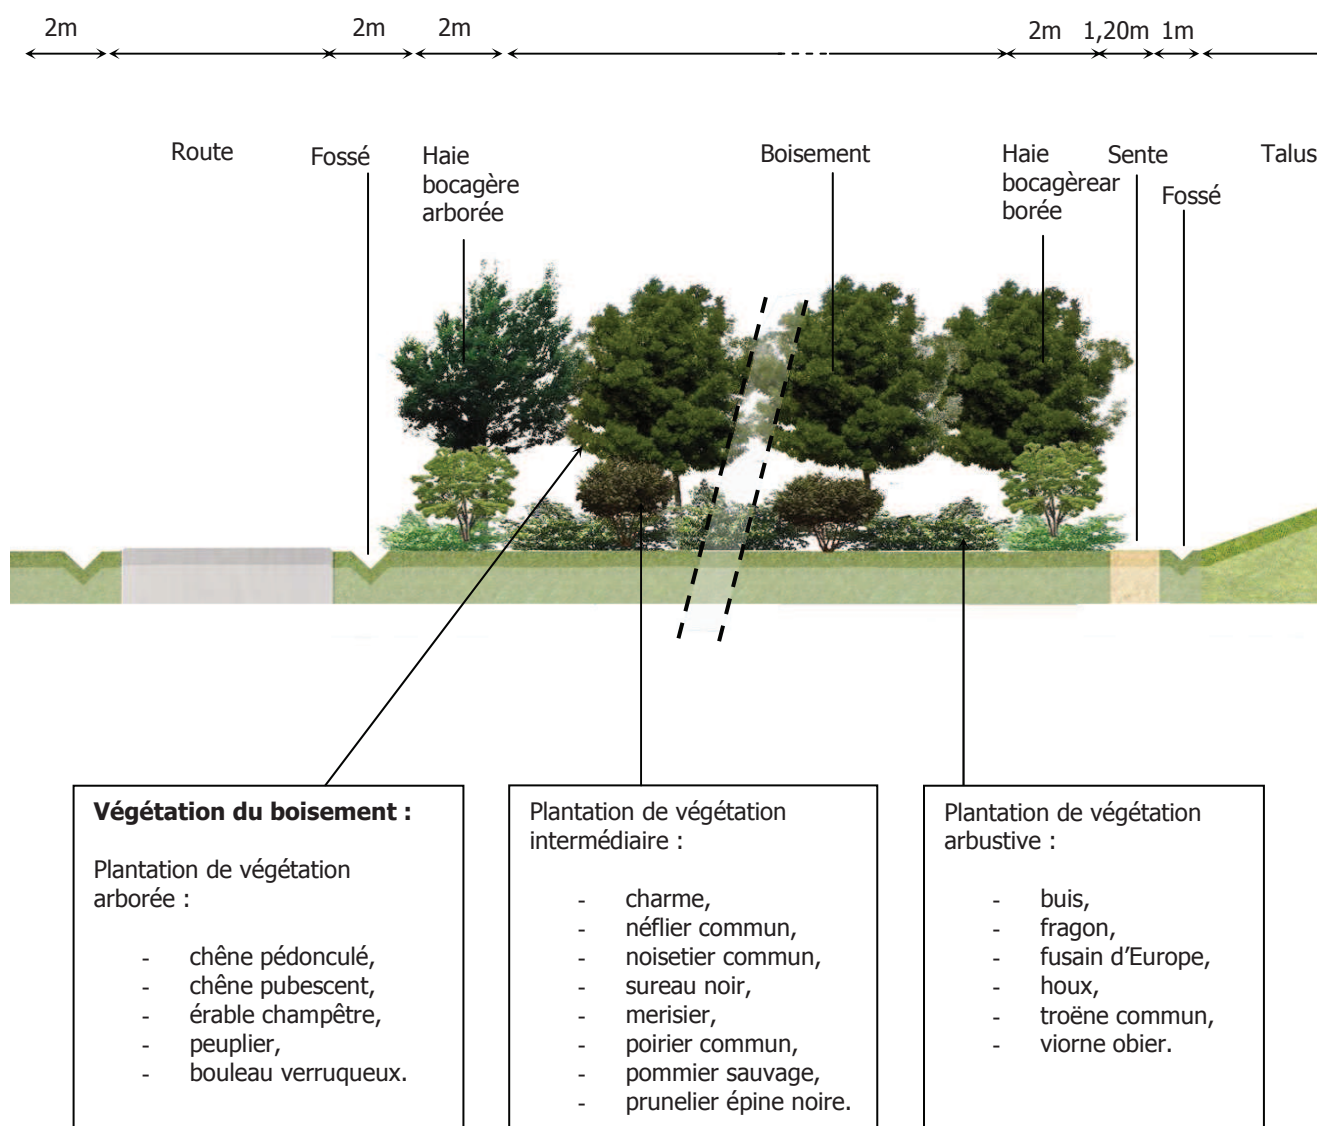 2m 2m 2m 2m 1,20m 1m
Route
Fossé
Haie
bocagère
arborée
Boisement
Haie
bocagèrear
borée
Sente
Fossé
Talus
Végétation du boisement :
Plantation de végétation
arborée :
- chêne pédonculé,
- chêne pubescent,
- érable champêtre,
- peuplier,
- bouleau verruqueux.
Plantation de végétation
intermédiaire :
- charme,
- néflier commun,
- noisetier commun,
- sureau noir,
- merisier,
- poirier commun,
- pommier sauvage,
- prunelier épine noire.
Plantation de végétation
arbustive :
- buis,
- fragon,
- fusain d'Europe,
- houx,
- troëne commun,
- viorne obier.